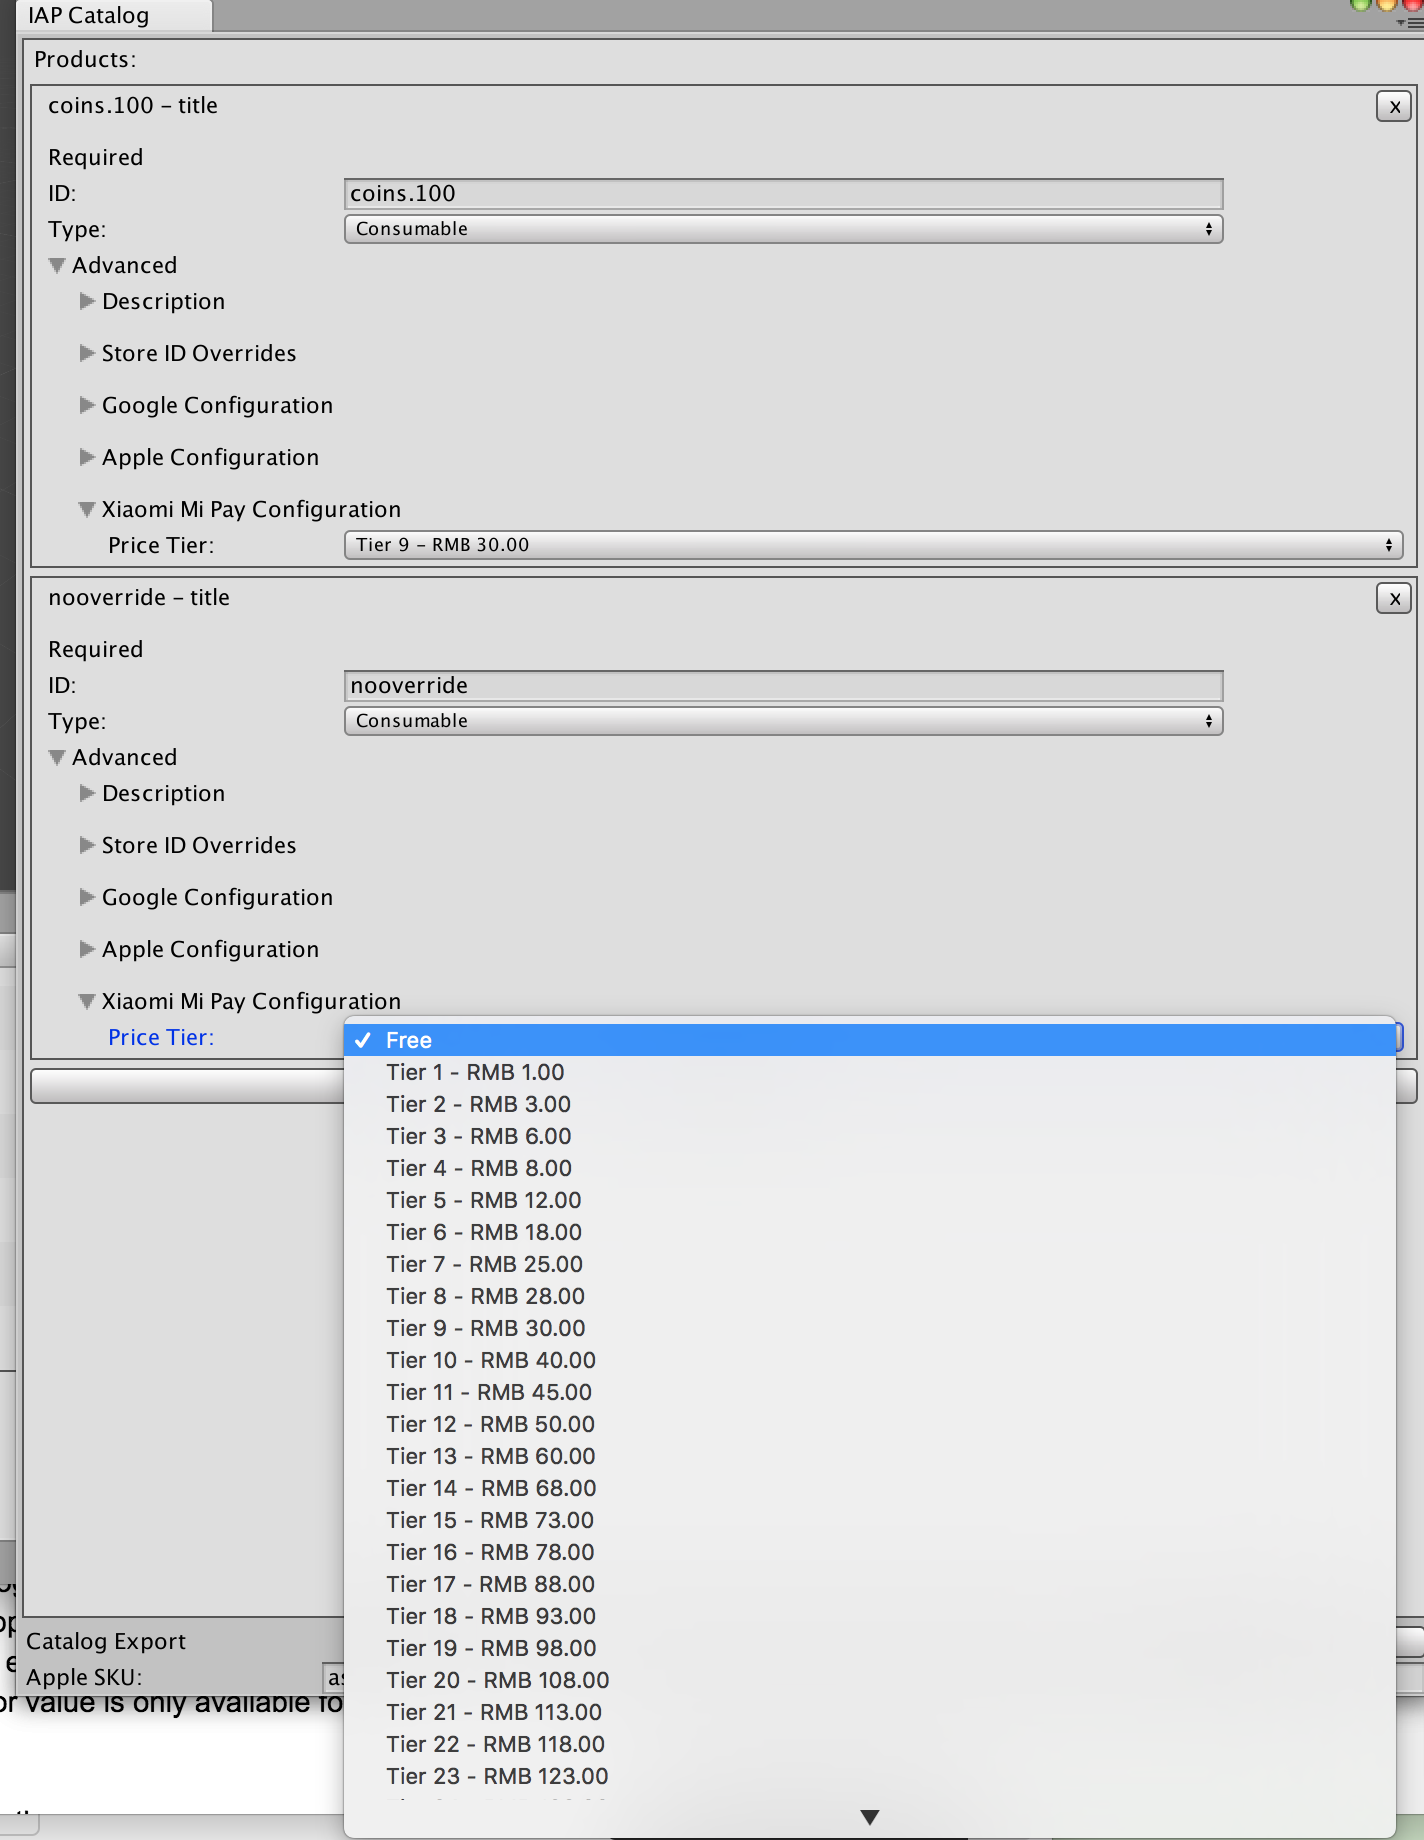 IAP Catalog
Products:
coins.100 – title
x
Required
ID: coins.100
Type: Consumable
Advanced
Description
Store ID Overrides
Google Configuration
Apple Configuration
Xiaomi Mi Pay Configuration
Price Tier: Tier 9 – RMB 30.00
nooverride – title
x
Required
ID: nooverride
Type: Consumable
Advanced
Description
Store ID Overrides
Google Configuration
Apple Configuration
Xiaomi Mi Pay Configuration
Price Tier: ✓ Free
Tier 1 - RMB 1.00
Tier 2 - RMB 3.00
Tier 3 - RMB 6.00
Tier 4 - RMB 8.00
Tier 5 - RMB 12.00
Tier 6 - RMB 18.00
Tier 7 - RMB 25.00
Tier 8 - RMB 28.00
Tier 9 - RMB 30.00
Tier 10 - RMB 40.00
Tier 11 - RMB 45.00
Tier 12 - RMB 50.00
Tier 13 - RMB 60.00
Tier 14 - RMB 68.00
Tier 15 - RMB 73.00
Tier 16 - RMB 78.00
Tier 17 - RMB 88.00
Tier 18 - RMB 93.00
Tier 19 - RMB 98.00
Tier 20 - RMB 108.00
Tier 21 - RMB 113.00
Tier 22 - RMB 118.00
Tier 23 - RMB 123.00
Catalog Export
Apple SKU: as
or value is only available fo